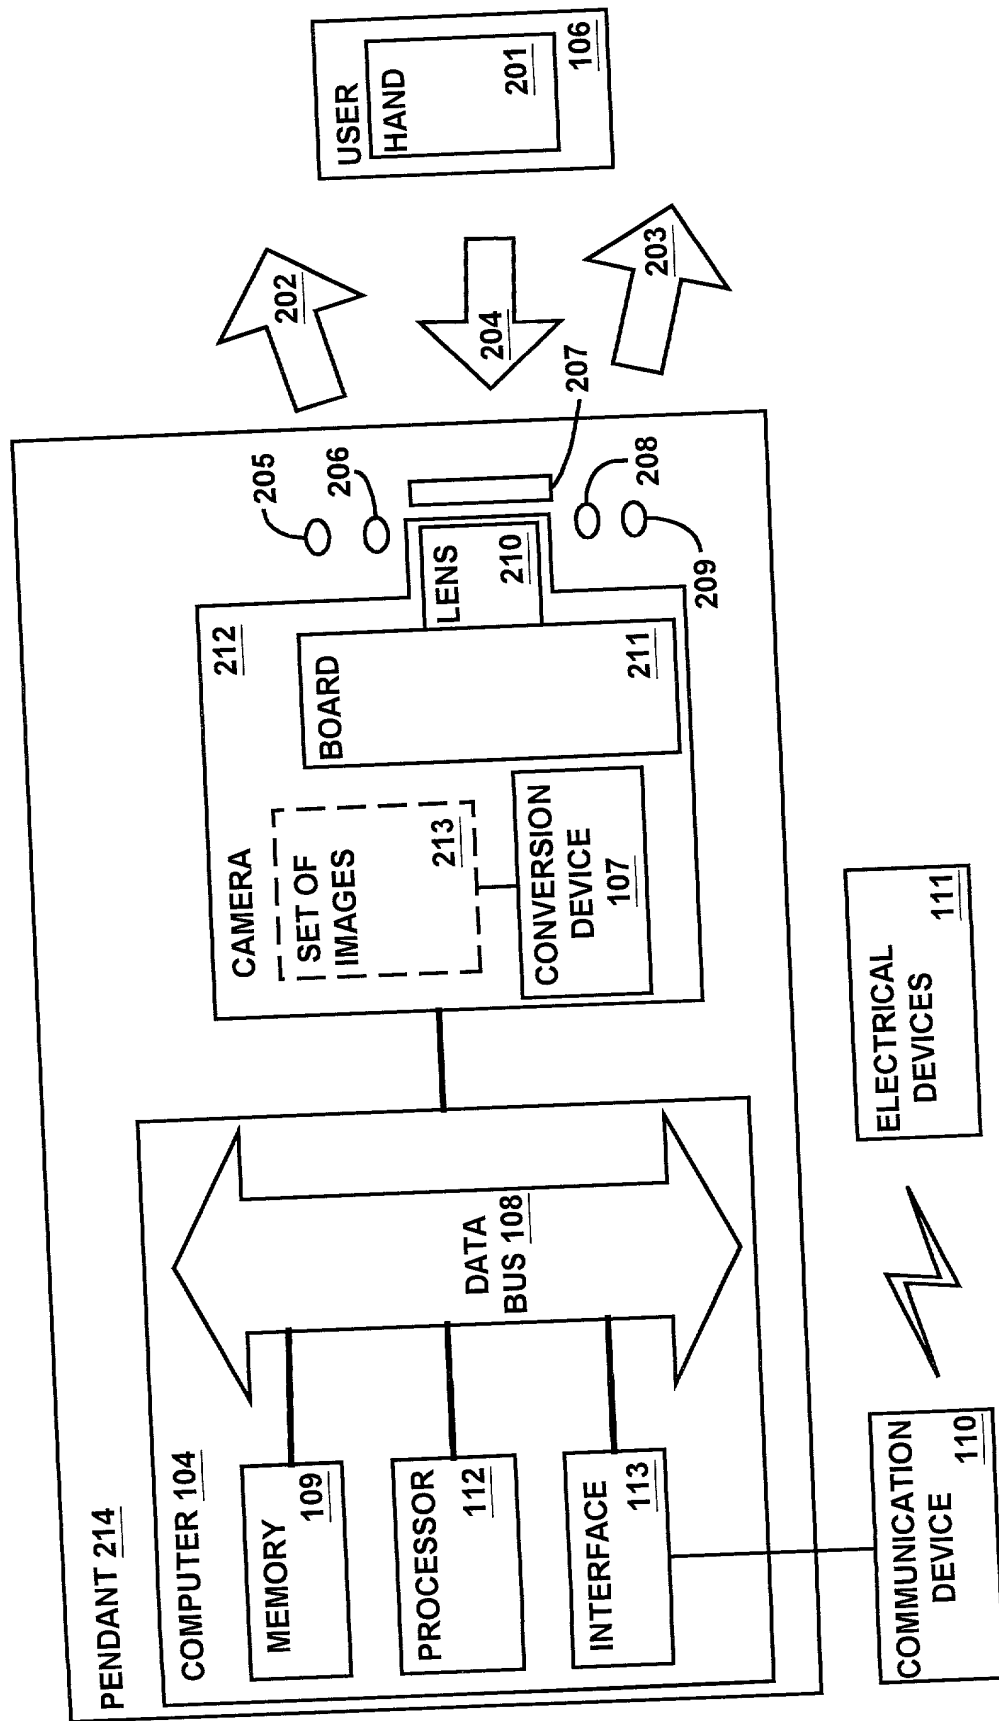 PENDANT 214
COMPUTER 104
MEMORY
109
PROCESSOR
112
INTERFACE
113
DATA
BUS 108
CAMERA
212
SET OF
IMAGES
213
CONVERSION
DEVICE
107
BOARD
211
LENS
210
205
206
207
208
209
202
204
203
USER
HAND
201
106
COMMUNICATION
DEVICE
110
ELECTRICAL
DEVICES
111